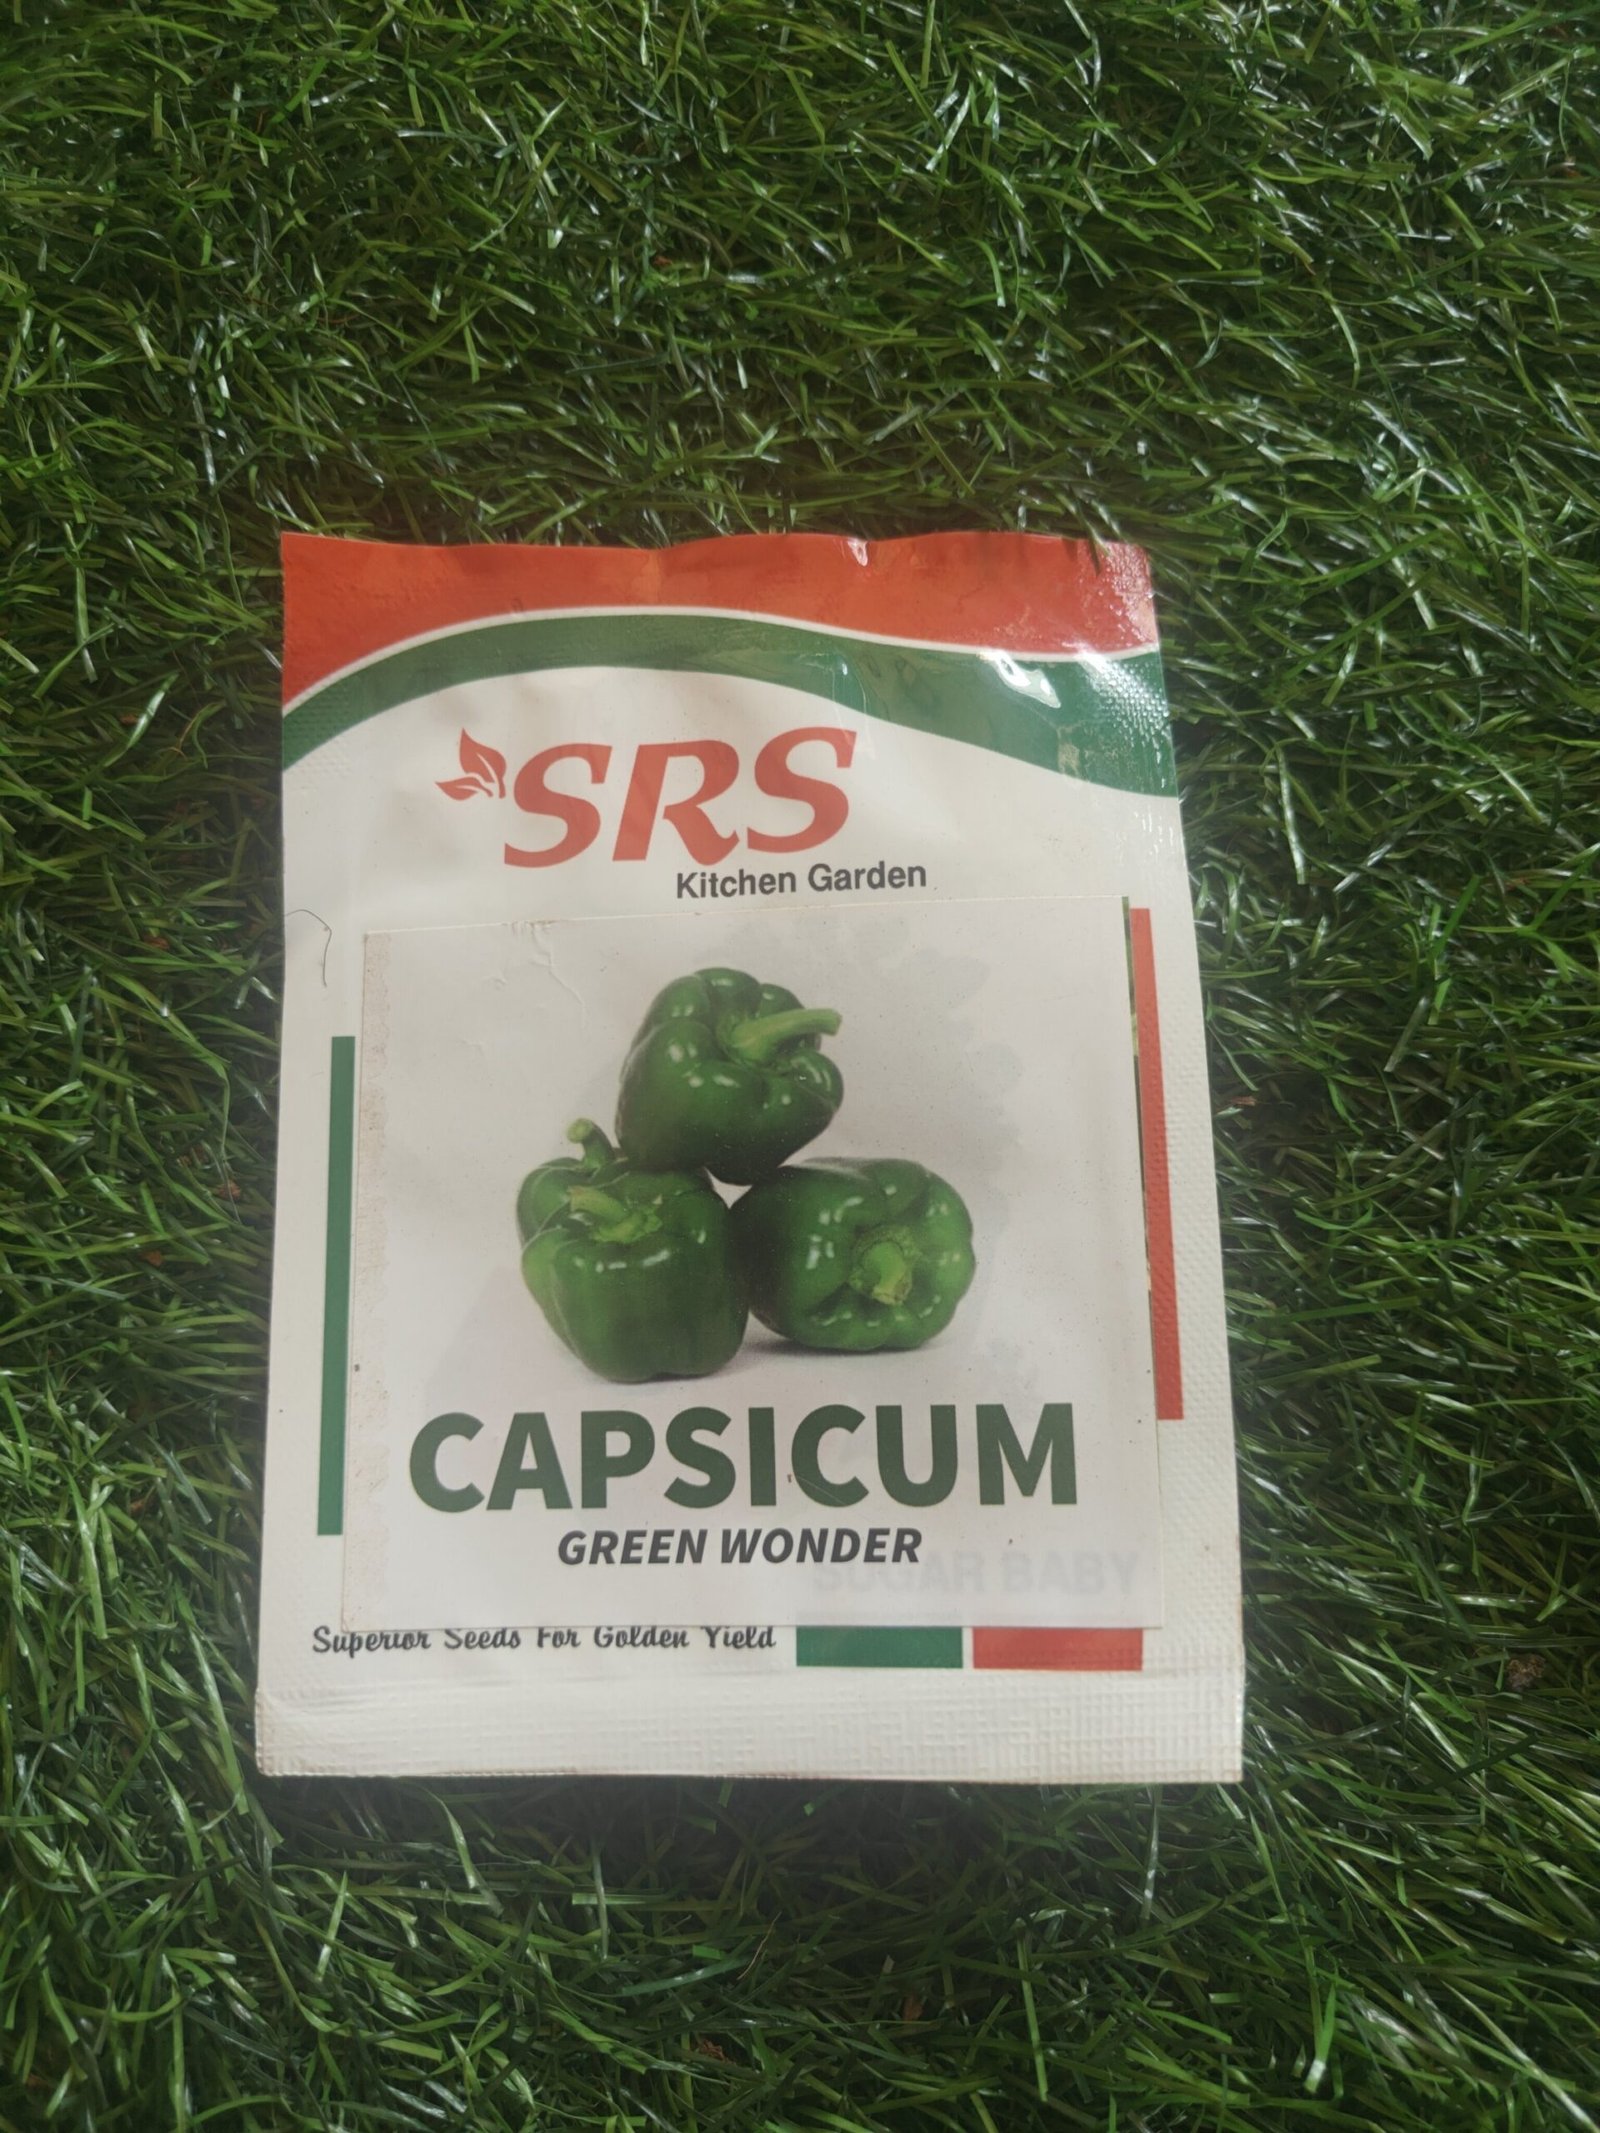 SRS
Kitchen Garden
CAPSICUM
GREEN WONDER
SUGAR BABY
Superior Seeds For Golden Yield